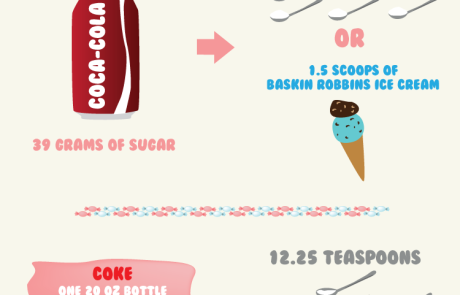 COCA-COLA
OR
1.5 SCOOPS OF
BASKIN ROBBINS ICE CREAM
39 GRAMS OF SUGAR
12.25 TEASPOONS
COKE
ONE 20 OZ BOTTLE